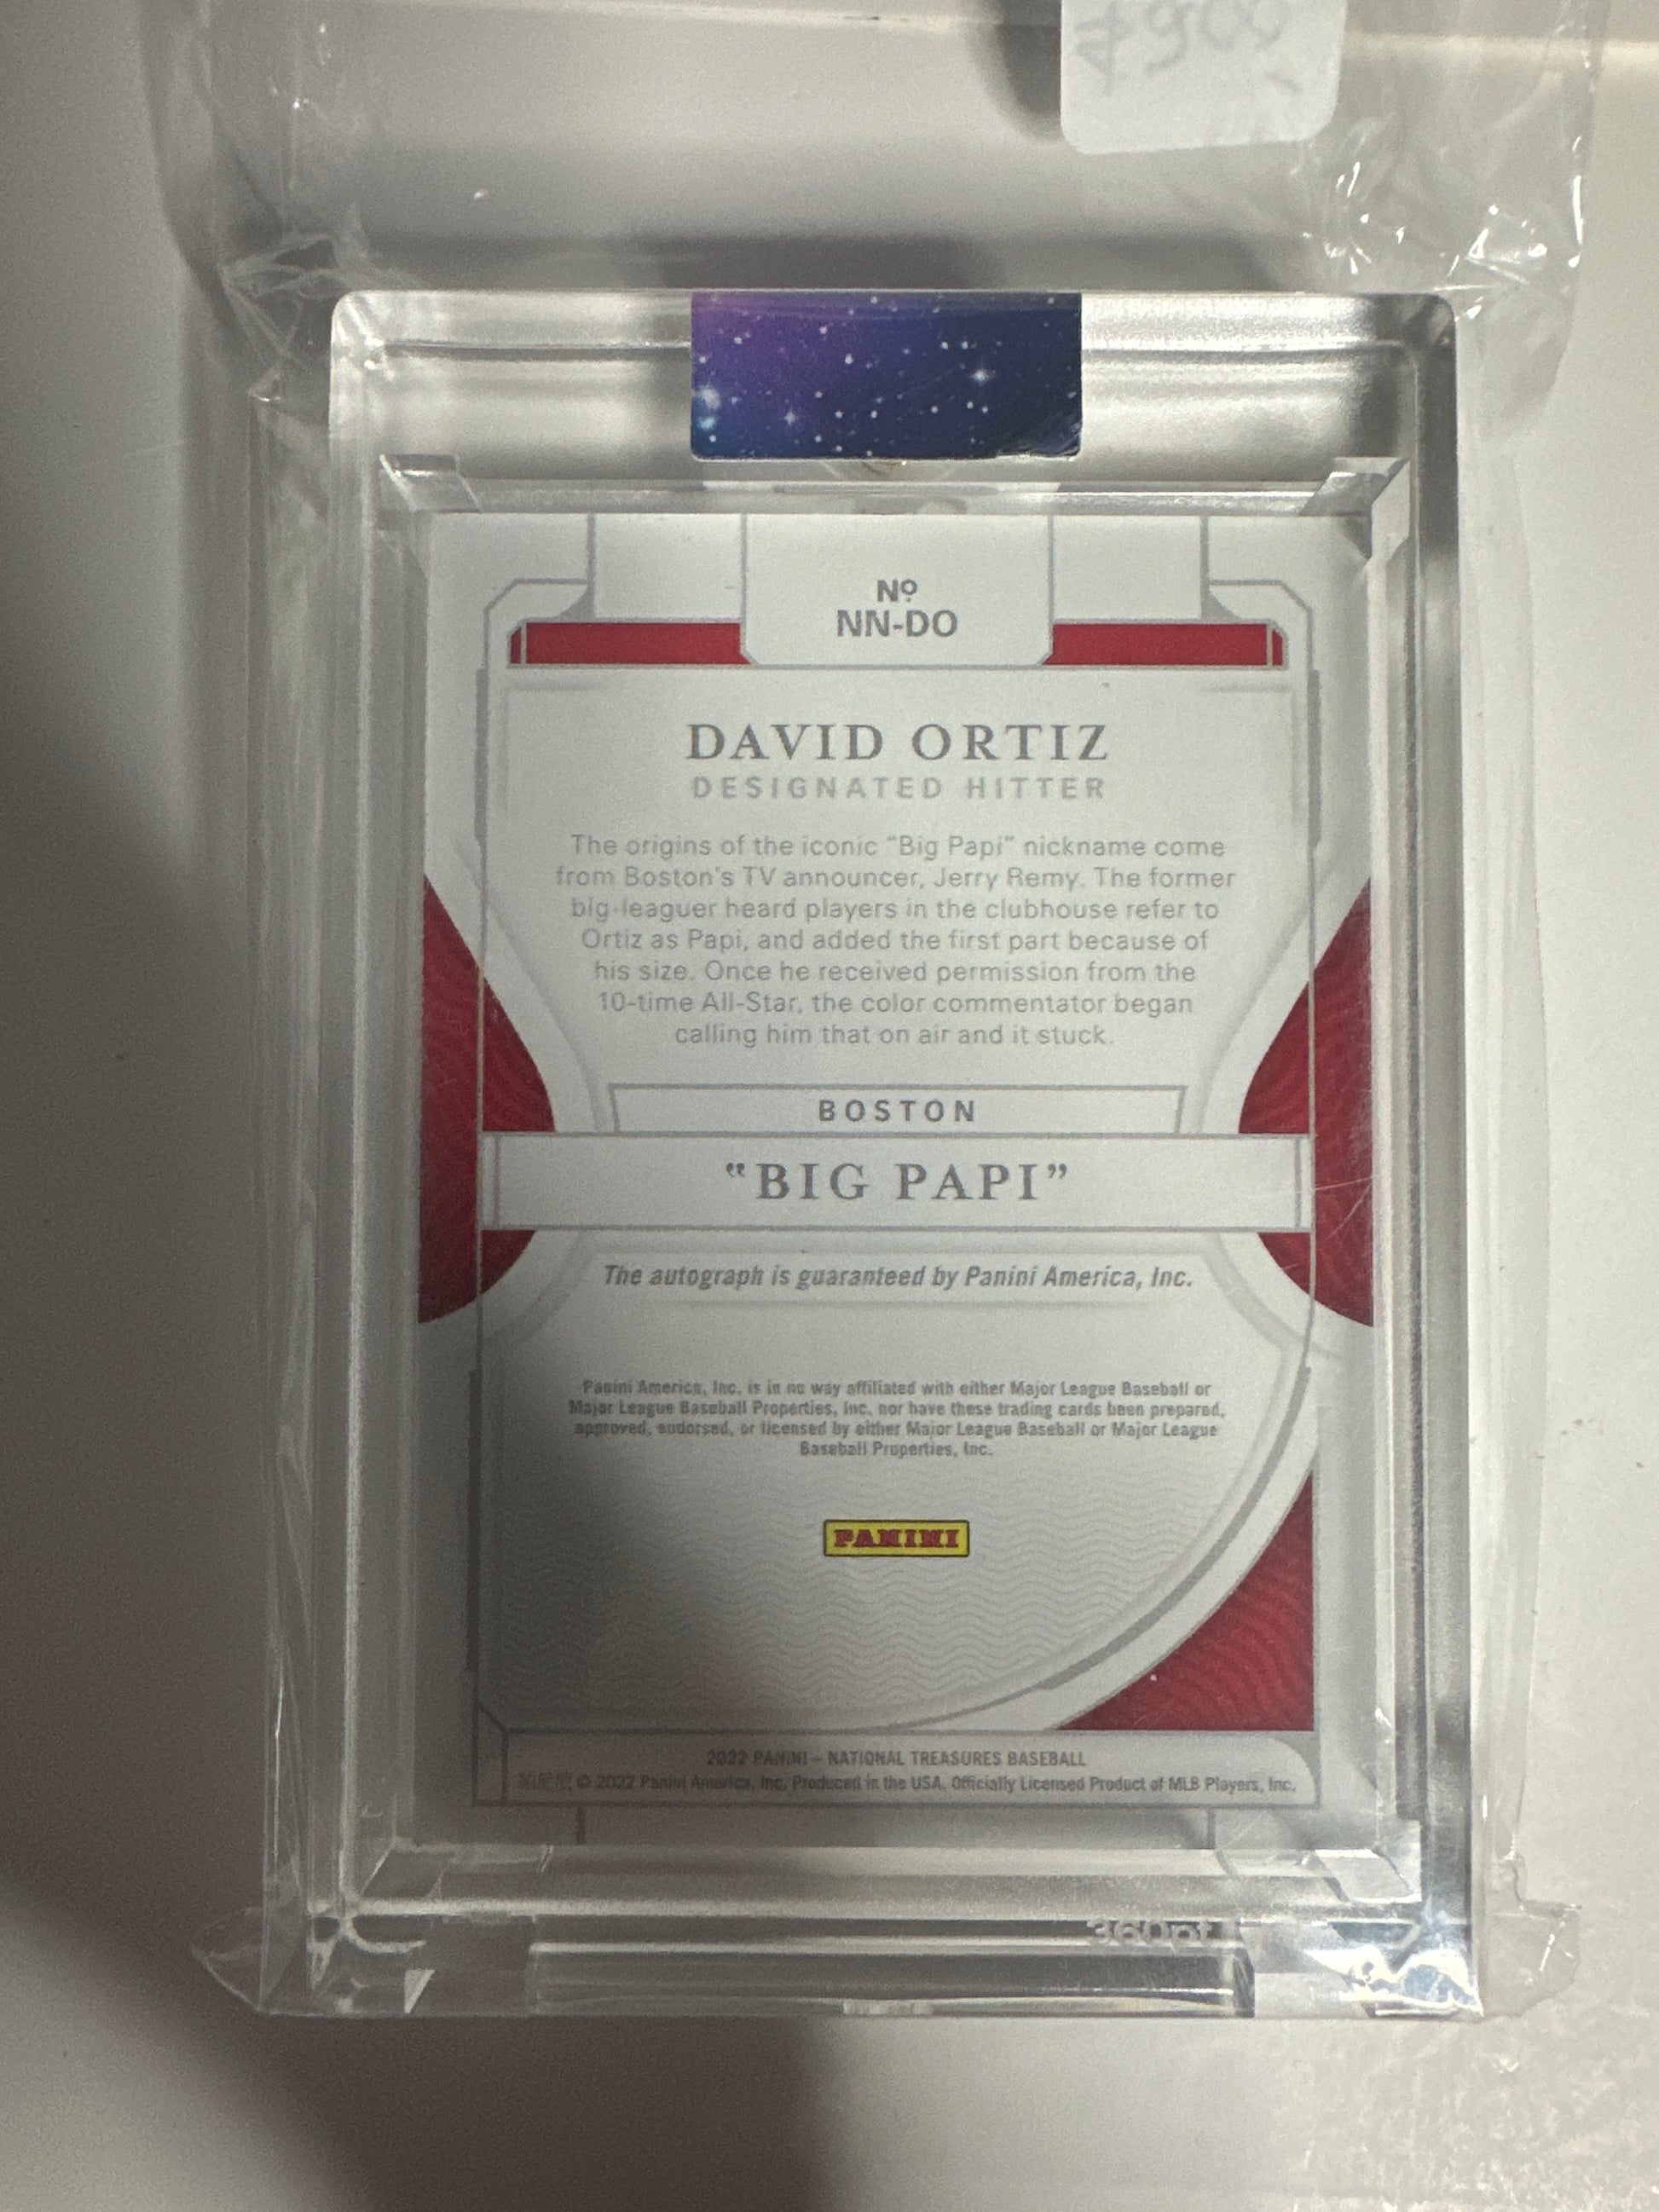 Nº
NN-DO
DAVID ORTIZ
DESIGNATED HITTER
The origins of the iconic "Big Papi" nickname come
from Boston's TV announcer, Jerry Remy. The former
big-leaguer heard players in the clubhouse refer to
Ortiz as Papi, and added the first part because of
his size. Once he received permission from the
10-time All-Star, the color commentator began
calling him that on air and it stuck.
BOSTON
"BIG PAPI"
The autograph is guaranteed by Panini America, Inc.
Panini America, Inc. is in no way affiliated with either Major League Baseball or
Major League Baseball Properties, Inc. nor have these trading cards been prepared,
approved, endorsed, or licensed by either Major League Baseball or Major League
Baseball Properties, Inc.
PANINI
2022 PANINI – NATIONAL TREASURES BASEBALL
© 2022 Panini America, Inc. Produced in the USA. Officially Licensed Product of MLB Players, Inc.
360pt